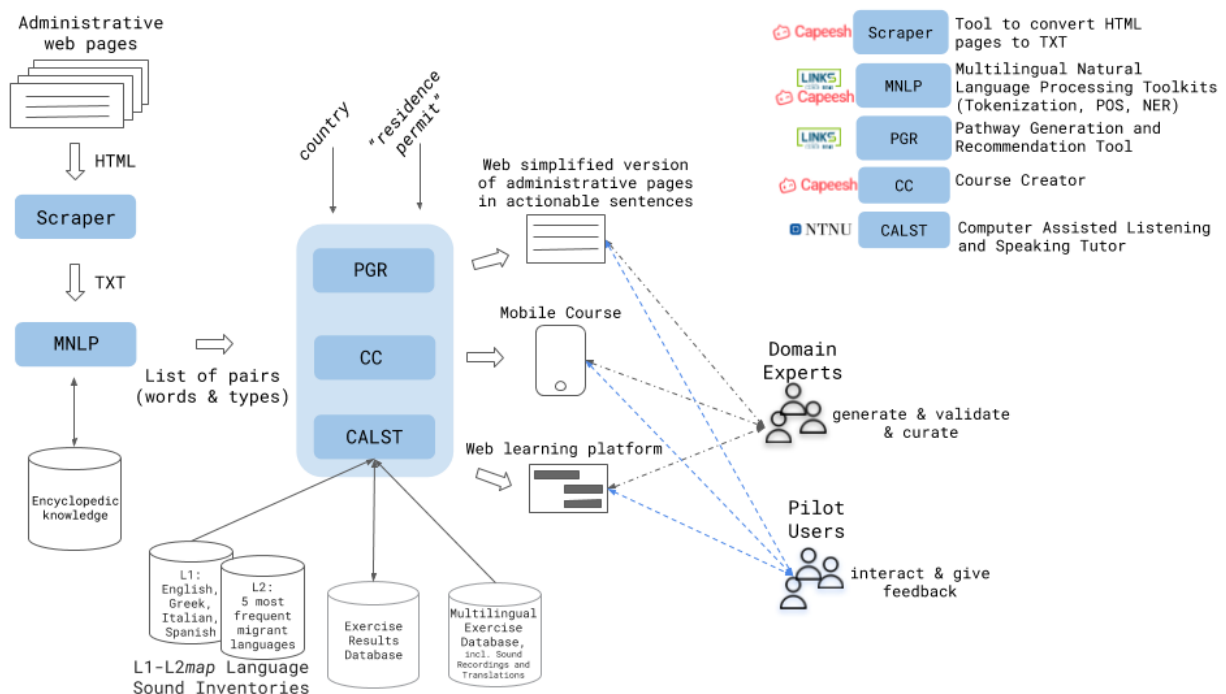 Administrative
web pages
HTML
Scraper
TXT
MNLP
List of pairs
(words & types)
Encyclopedic
knowledge
country
"residence
permit"
PGR
CC
CALST
L1:
English,
Greek,
Italian,
Spanish
L2:
5 most
frequent
migrant
languages
L1-L2map Language
Sound Inventories
Exercise
Results
Database
Multilingual
Exercise
Database,
incl. Sound
Recordings and
Translations
Web simplified version
of administrative pages
in actionable sentences
Mobile Course
Web learning platform
Domain
Experts
generate & validate
& curate
Pilot
Users
interact & give
feedback
Capeesh
Scraper
Tool to convert HTML
pages to TXT
LINKS
Capeesh
MNLP
Multilingual Natural
Language Processing Toolkits
(Tokenization, POS, NER)
LINKS
PGR
Pathway Generation and
Recommendation Tool
Capeesh
CC
Course Creator
NTNU
CALST
Computer Assisted Listening
and Speaking Tutor